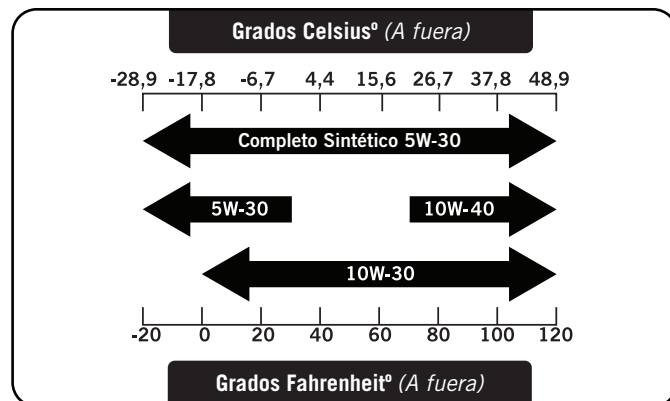 Grados Celsiusº (A fuera)
-28,9 -17,8 -6,7 4,4 15,6 26,7 37,8 48,9
Completo Sintético 5W-30
5W-30 10W-40
10W-30
-20 0 20 40 60 80 100 120
Grados Fahrenheitº (A fuera)